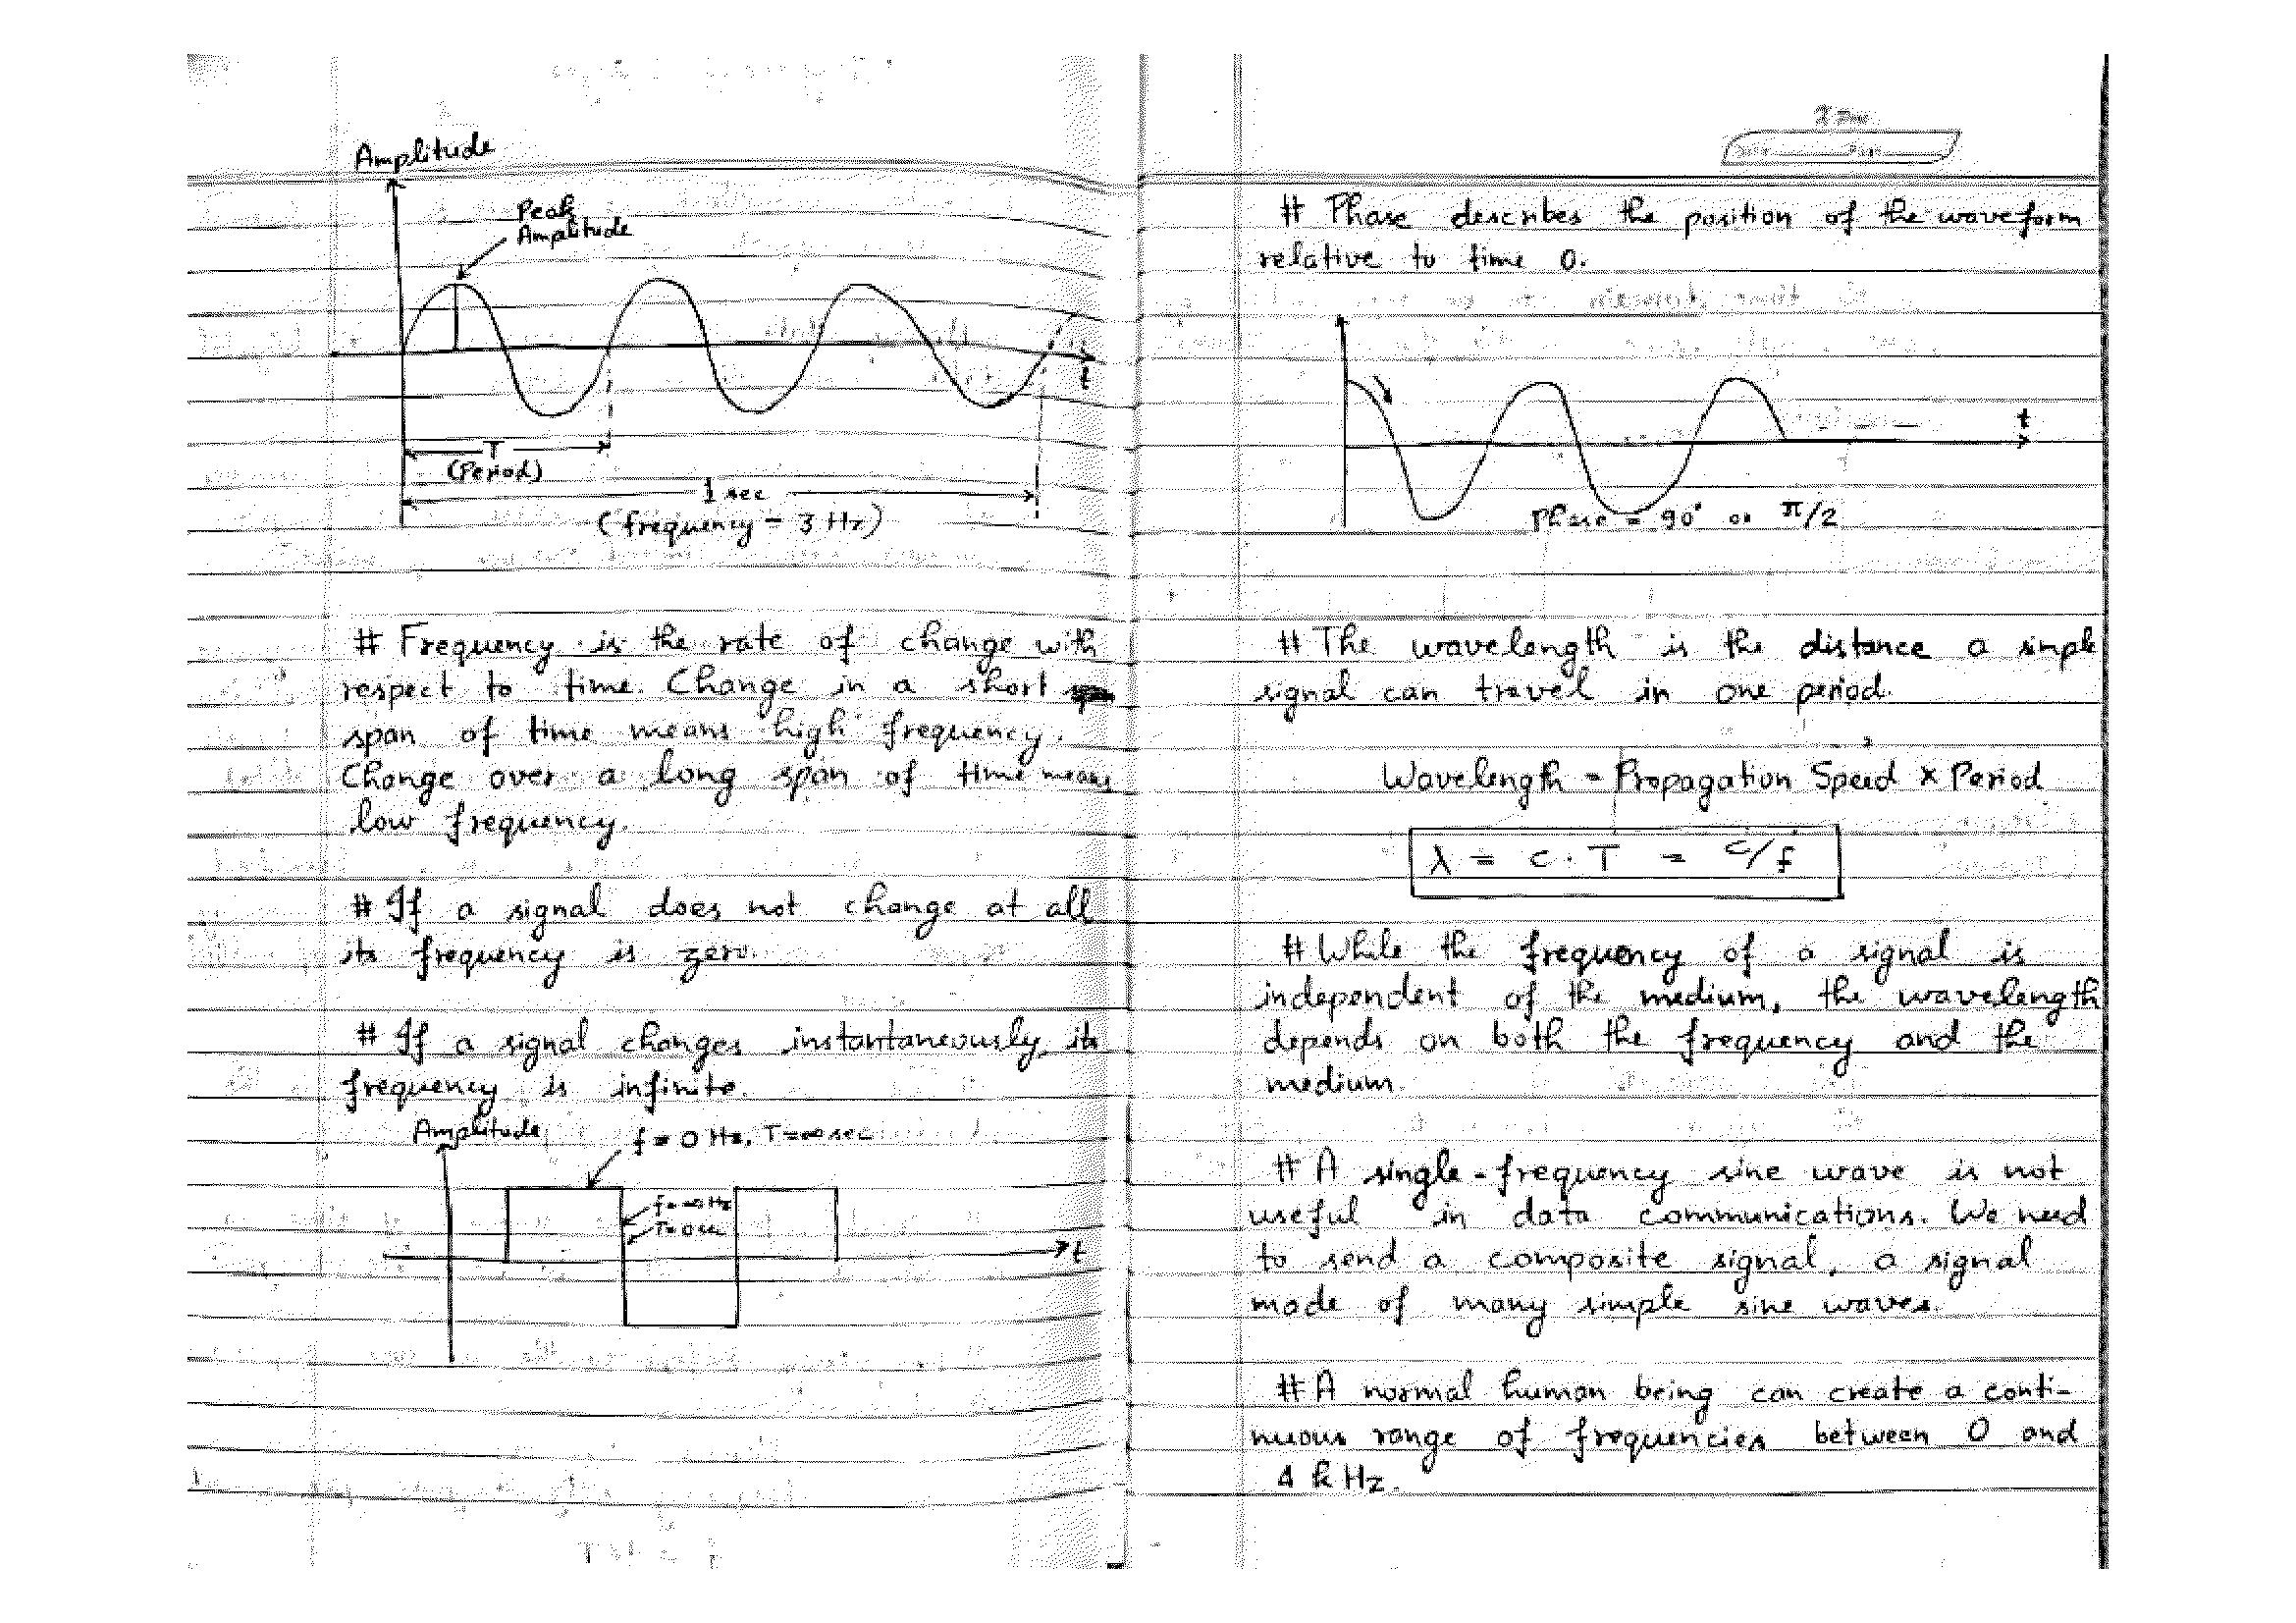 Amplitude
Peak
Amplitude
t
T
(Period)
1 sec
(frequency - 3 Hz)
# Frequency is the rate of change with
respect to time. Change in a short
span of time means high frequency.
Change over a long span of time means
low frequency.
# If a signal does not change at all
its frequency is zero.
# If a signal changes instantaneously, its
frequency is infinite.
Amplitude
f = 0 Hz, T = ∞ sec
f = ∞ Hz
T = 0 sec
t
# Phase describes the position of the waveform
relative to time 0.
t
Phase = 90° or π/2
# The wavelength is the distance a simple
signal can travel in one period.
Wavelength = Propagation Speed × Period
λ = c · T = c/f
# While the frequency of a signal is
independent of the medium, the wavelength
depends on both the frequency and the
medium.
# A single-frequency sine wave is not
useful in data communications. We need
to send a composite signal, a signal
made of many simple sine waves.
# A normal human being can create a conti-
nuous range of frequencies between 0 and
4 kHz.